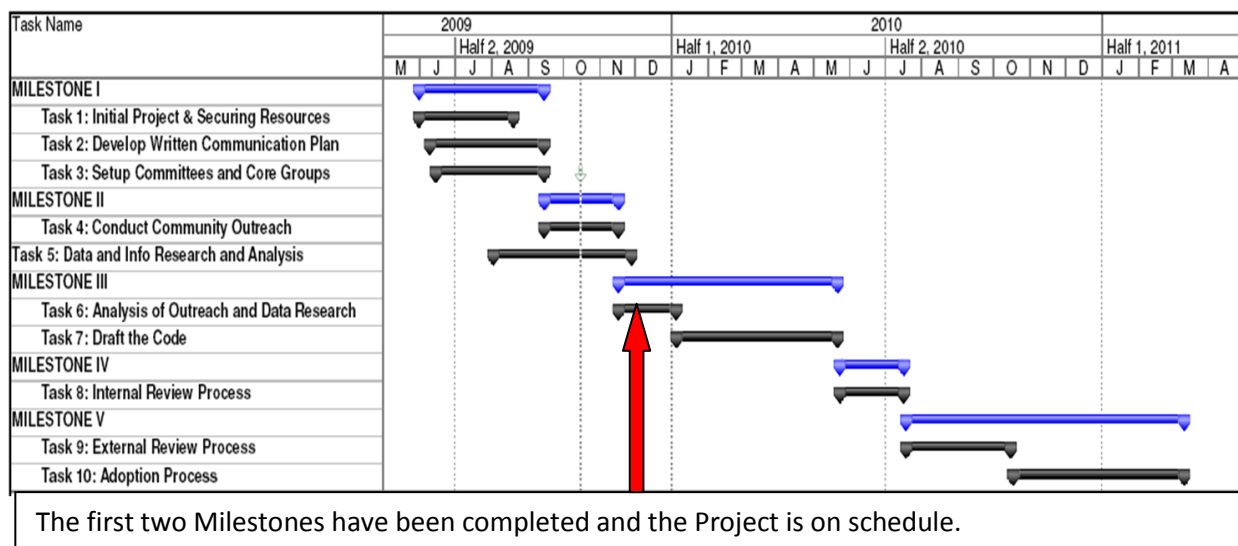 Task Name 2009 2010
Half 2, 2009 Half 1, 2010 Half 2, 2010 Half 1, 2011
M J J A S O N D J F M A M J J A S O N D J F M A
MILESTONE I
Task 1: Initial Project & Securing Resources
Task 2: Develop Written Communication Plan
Task 3: Setup Committees and Core Groups
MILESTONE II
Task 4: Conduct Community Outreach
Task 5: Data and Info Research and Analysis
MILESTONE III
Task 6: Analysis of Outreach and Data Research
Task 7: Draft the Code
MILESTONE IV
Task 8: Internal Review Process
MILESTONE V
Task 9: External Review Process
Task 10: Adoption Process
The first two Milestones have been completed and the Project is on schedule.